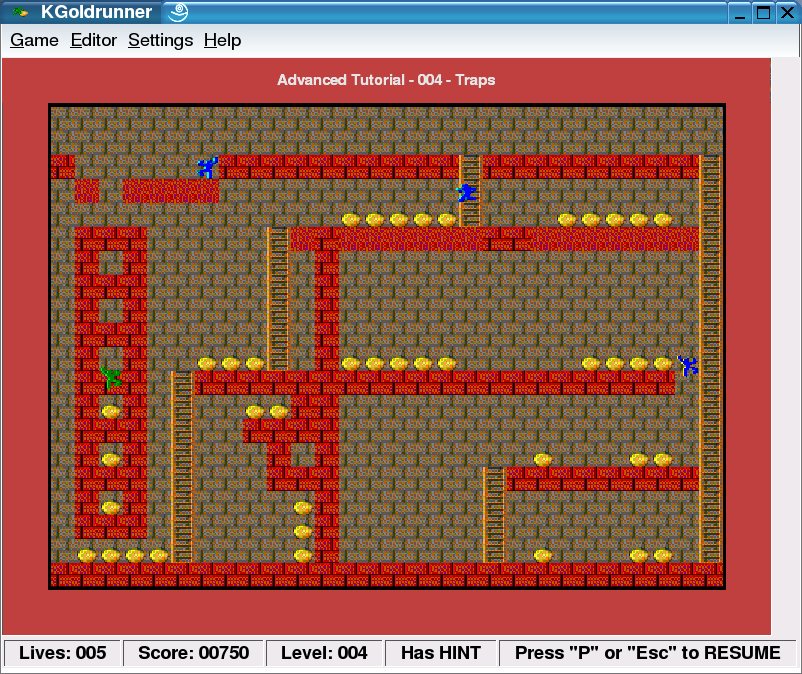 KGoldrunner
Game Editor Settings Help
Advanced Tutorial - 004 - Traps
Lives: 005 Score: 00750 Level: 004 Has HINT Press "P" or "Esc" to RESUME